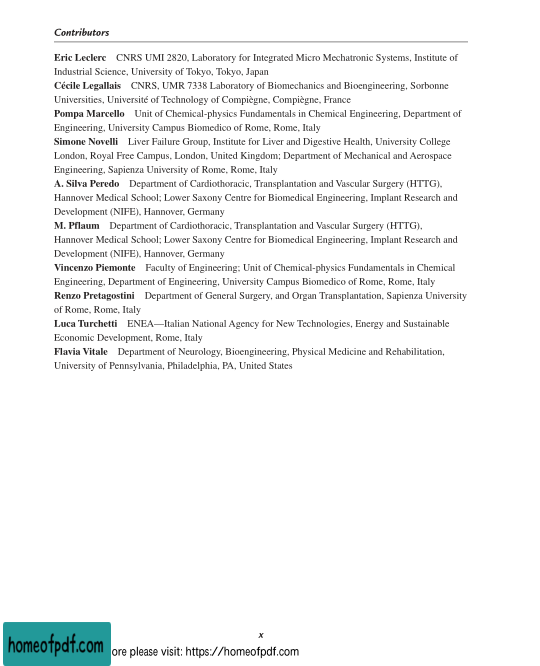 Contributors
Eric Leclerc CNRS UMI 2820, Laboratory for Integrated Micro Mechatronic Systems, Institute of
Industrial Science, University of Tokyo, Tokyo, Japan
Cécile Legallais CNRS, UMR 7338 Laboratory of Biomechanics and Bioengineering, Sorbonne
Universities, Université of Technology of Compiègne, Compiègne, France
Pompa Marcello Unit of Chemical-physics Fundamentals in Chemical Engineering, Department of
Engineering, University Campus Biomedico of Rome, Rome, Italy
Simone Novelli Liver Failure Group, Institute for Liver and Digestive Health, University College
London, Royal Free Campus, London, United Kingdom; Department of Mechanical and Aerospace
Engineering, Sapienza University of Rome, Rome, Italy
A. Silva Peredo Department of Cardiothoracic, Transplantation and Vascular Surgery (HTTG),
Hannover Medical School; Lower Saxony Centre for Biomedical Engineering, Implant Research and
Development (NIFE), Hannover, Germany
M. Pflaum Department of Cardiothoracic, Transplantation and Vascular Surgery (HTTG),
Hannover Medical School; Lower Saxony Centre for Biomedical Engineering, Implant Research and
Development (NIFE), Hannover, Germany
Vincenzo Piemonte Faculty of Engineering; Unit of Chemical-physics Fundamentals in Chemical
Engineering, Department of Engineering, University Campus Biomedico of Rome, Rome, Italy
Renzo Pretagostini Department of General Surgery, and Organ Transplantation, Sapienza University
of Rome, Rome, Italy
Luca Turchetti ENEA—Italian National Agency for New Technologies, Energy and Sustainable
Economic Development, Rome, Italy
Flavia Vitale Department of Neurology, Bioengineering, Physical Medicine and Rehabilitation,
University of Pennsylvania, Philadelphia, PA, United States
x
homeofpdf.com
ore please visit: https://homeofpdf.com